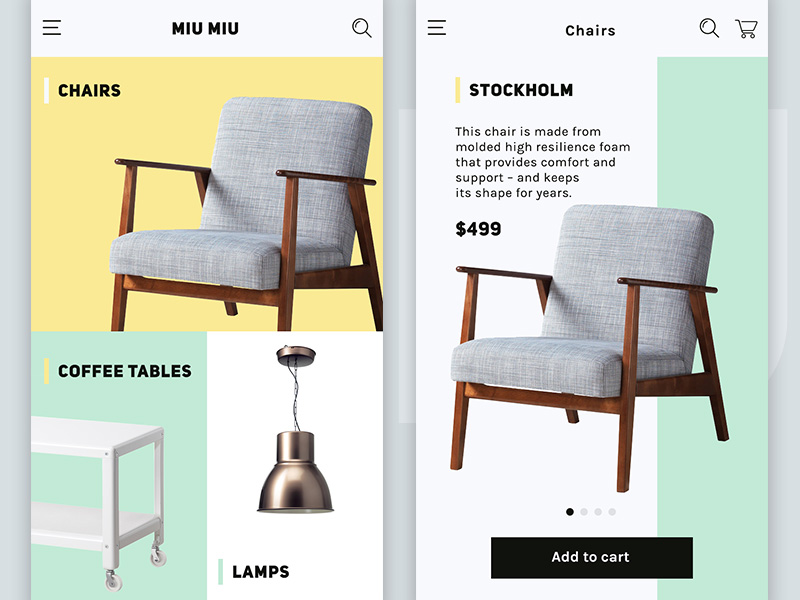 MIU MIU
CHAIRS
COFFEE TABLES
LAMPS
Chairs
STOCKHOLM
This chair is made from
molded high resilience foam
that provides comfort and
support – and keeps
its shape for years.
$499
Add to cart